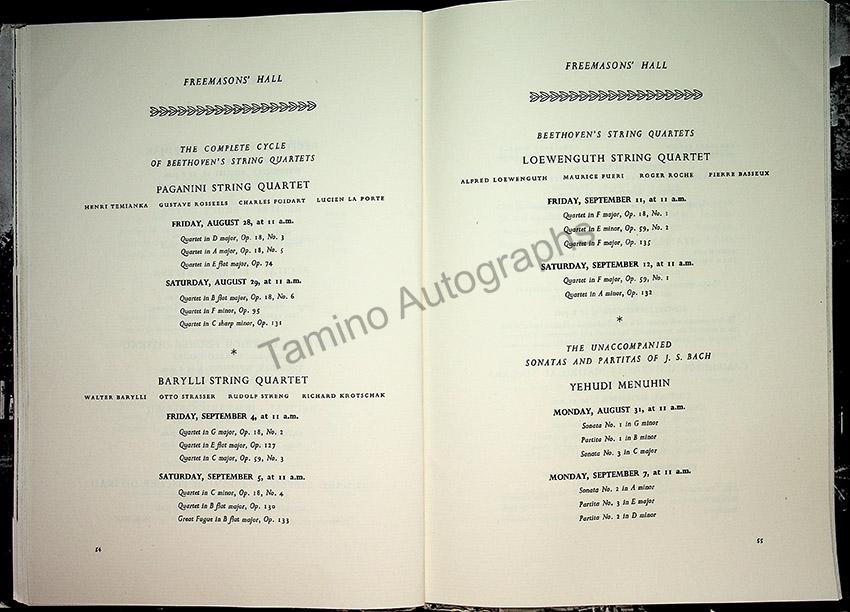 FREEMASONS' HALL
THE COMPLETE CYCLE
OF BEETHOVEN'S STRING QUARTETS
PAGANINI STRING QUARTET
HENRI TEMIANKA GUSTAVE ROSSEELS CHARLES FOIDART LUCIEN LA PORTE
FRIDAY, AUGUST 28, at 11 a.m.
Quartet in D major, Op. 18, No. 3
Quartet in A major, Op. 18, No. 5
Quartet in E flat major, Op. 74
SATURDAY, AUGUST 29, at 11 a.m.
Quartet in B flat major, Op. 18, No. 6
Quartet in F minor, Op. 95
Quartet in C sharp minor, Op. 131
*
BARYLLI STRING QUARTET
WALTER BARYLLI OTTO STRASSER RUDOLF STRENG RICHARD KROTSCHAK
FRIDAY, SEPTEMBER 4, at 11 a.m.
Quartet in G major, Op. 18, No. 2
Quartet in E flat major, Op. 127
Quartet in C major, Op. 59, No. 3
SATURDAY, SEPTEMBER 5, at 11 a.m.
Quartet in C minor, Op. 18, No. 4
Quartet in B flat major, Op. 130
Great Fugue in B flat major, Op. 133
54
FREEMASONS' HALL
BEETHOVEN'S STRING QUARTETS
LOEWENGUTH STRING QUARTET
ALFRED LOEWENGUTH MAURICE FUERI ROGER ROCHE PIERRE BASSEUX
FRIDAY, SEPTEMBER 11, at 11 a.m.
Quartet in F major, Op. 18, No. 1
Quartet in E minor, Op. 59, No. 2
Quartet in F major, Op. 135
SATURDAY, SEPTEMBER 12, at 11 a.m.
Quartet in F major, Op. 59, No. 1
Quartet in A minor, Op. 132
*
THE UNACCOMPANIED
SONATAS AND PARTITAS OF J. S. BACH
YEHUDI MENUHIN
MONDAY, AUGUST 31, at 11 a.m.
Sonata No. 1 in G minor
Partita No. 1 in B minor
Sonata No. 3 in C major
MONDAY, SEPTEMBER 7, at 11 a.m.
Sonata No. 2 in A minor
Partita No. 3 in E major
Partita No. 2 in D minor
55
Tamino Autographs